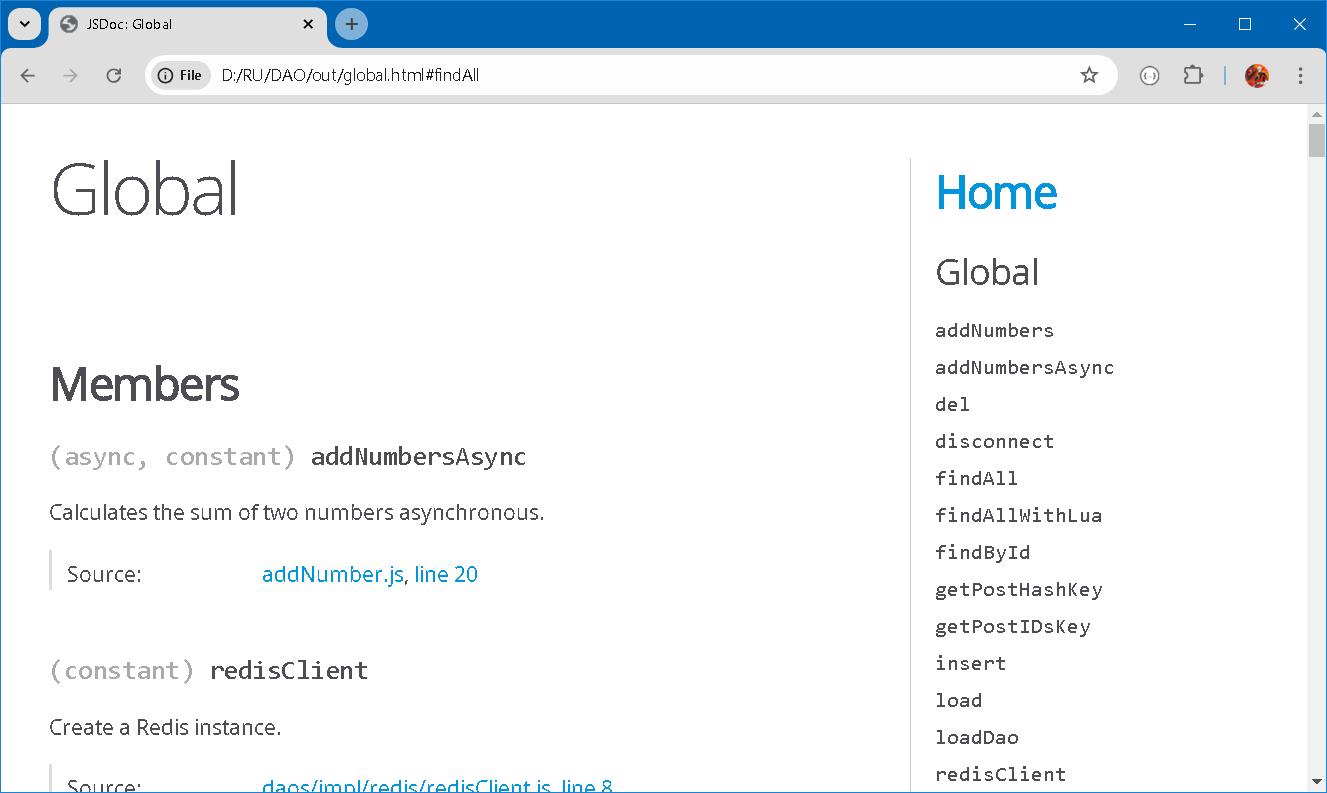 JSDoc: Global
File D:/RU/DAO/out/global.html#findAll
Global
Members
(async, constant) addNumbersAsync
Calculates the sum of two numbers asynchronous.
Source: addNumber.js, line 20
(constant) redisClient
Create a Redis instance.
Source: daos/impl/redis/redisClient.js, line 8
Home
Global
addNumbers
addNumbersAsync
del
disconnect
findAll
findAllWithLua
findById
getPostHashKey
getPostIDsKey
insert
load
loadDao
redisClient